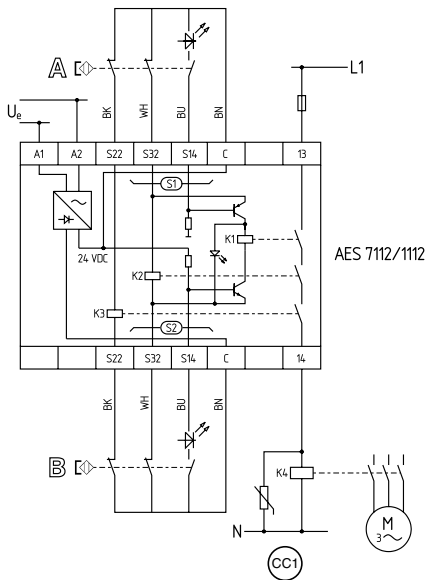 A
L1
Ue
BK WH BU BN
A1 A2 S22 S32 S14 C 13
S1
K1
AES 7112/1112
24 VDC
K2
K3
S2
S22 S32 S14 C 14
BK WH BU BN
B
K4
N
M
3~
CC1